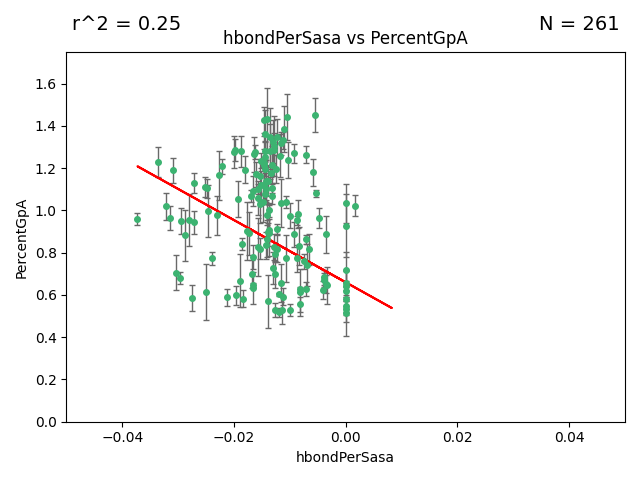 r^2 = 0.25
N = 261
hbondPerSasa vs PercentGpA
1.6
1.4
1.2
1.0
0.8
0.6
0.4
0.2
0.0
PercentGpA
−0.04
−0.02
0.00
0.02
0.04
hbondPerSasa